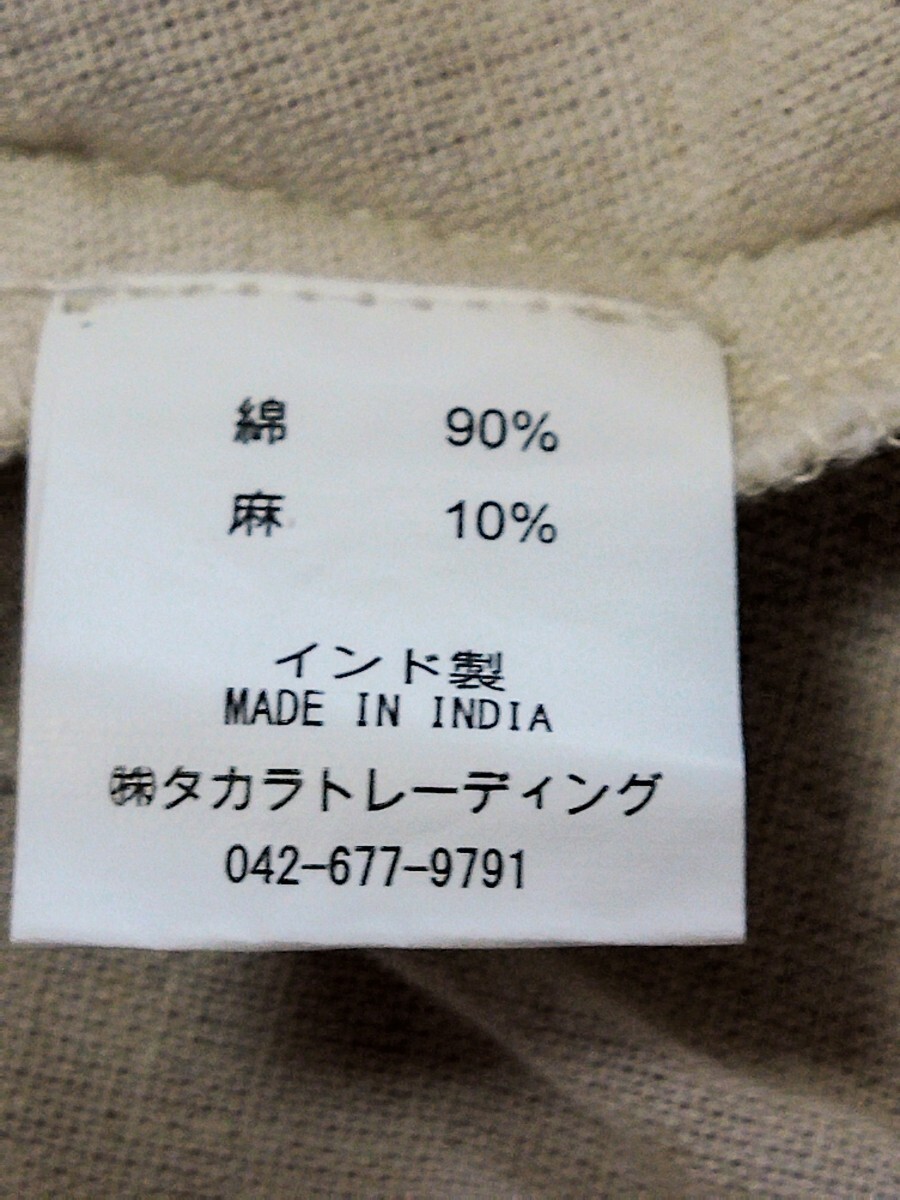 綿 90%
麻 10%
インド製
MADE IN INDIA
㈱タカラトレーディング
042-677-9791